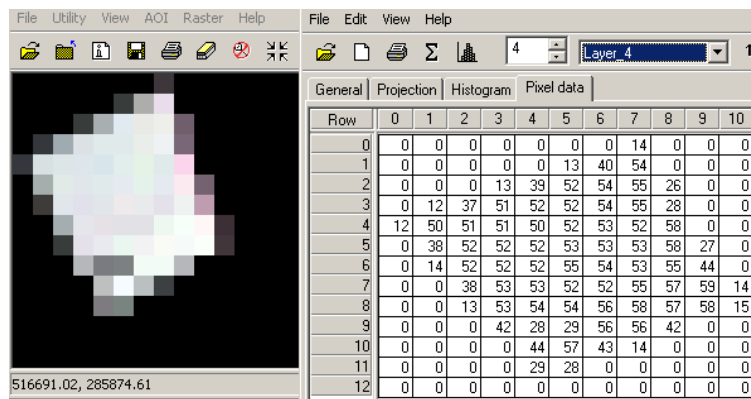 File Utility View AOI Raster Help
File Edit View Help
4 Layer_4 1
General Projection Histogram Pixel data
Row 0 1 2 3 4 5 6 7 8 9 10
0 0 0 0 0 0 0 0 14 0 0 0
1 0 0 0 0 0 13 40 54 0 0 0
2 0 0 0 13 39 52 54 55 26 0 0
3 0 12 37 51 52 52 54 55 28 0 0
4 12 50 51 51 50 52 53 52 58 0 0
5 0 38 52 52 52 53 53 53 58 27 0
6 0 14 52 52 52 55 54 53 55 44 0
7 0 0 38 53 53 52 52 55 57 59 14
8 0 0 13 53 54 54 56 58 57 58 15
9 0 0 0 42 28 29 56 56 42 0 0
10 0 0 0 0 44 57 43 14 0 0 0
11 0 0 0 0 29 28 0 0 0 0 0
12 0 0 0 0 0 0 0 0 0 0 0
516691.02, 285874.61